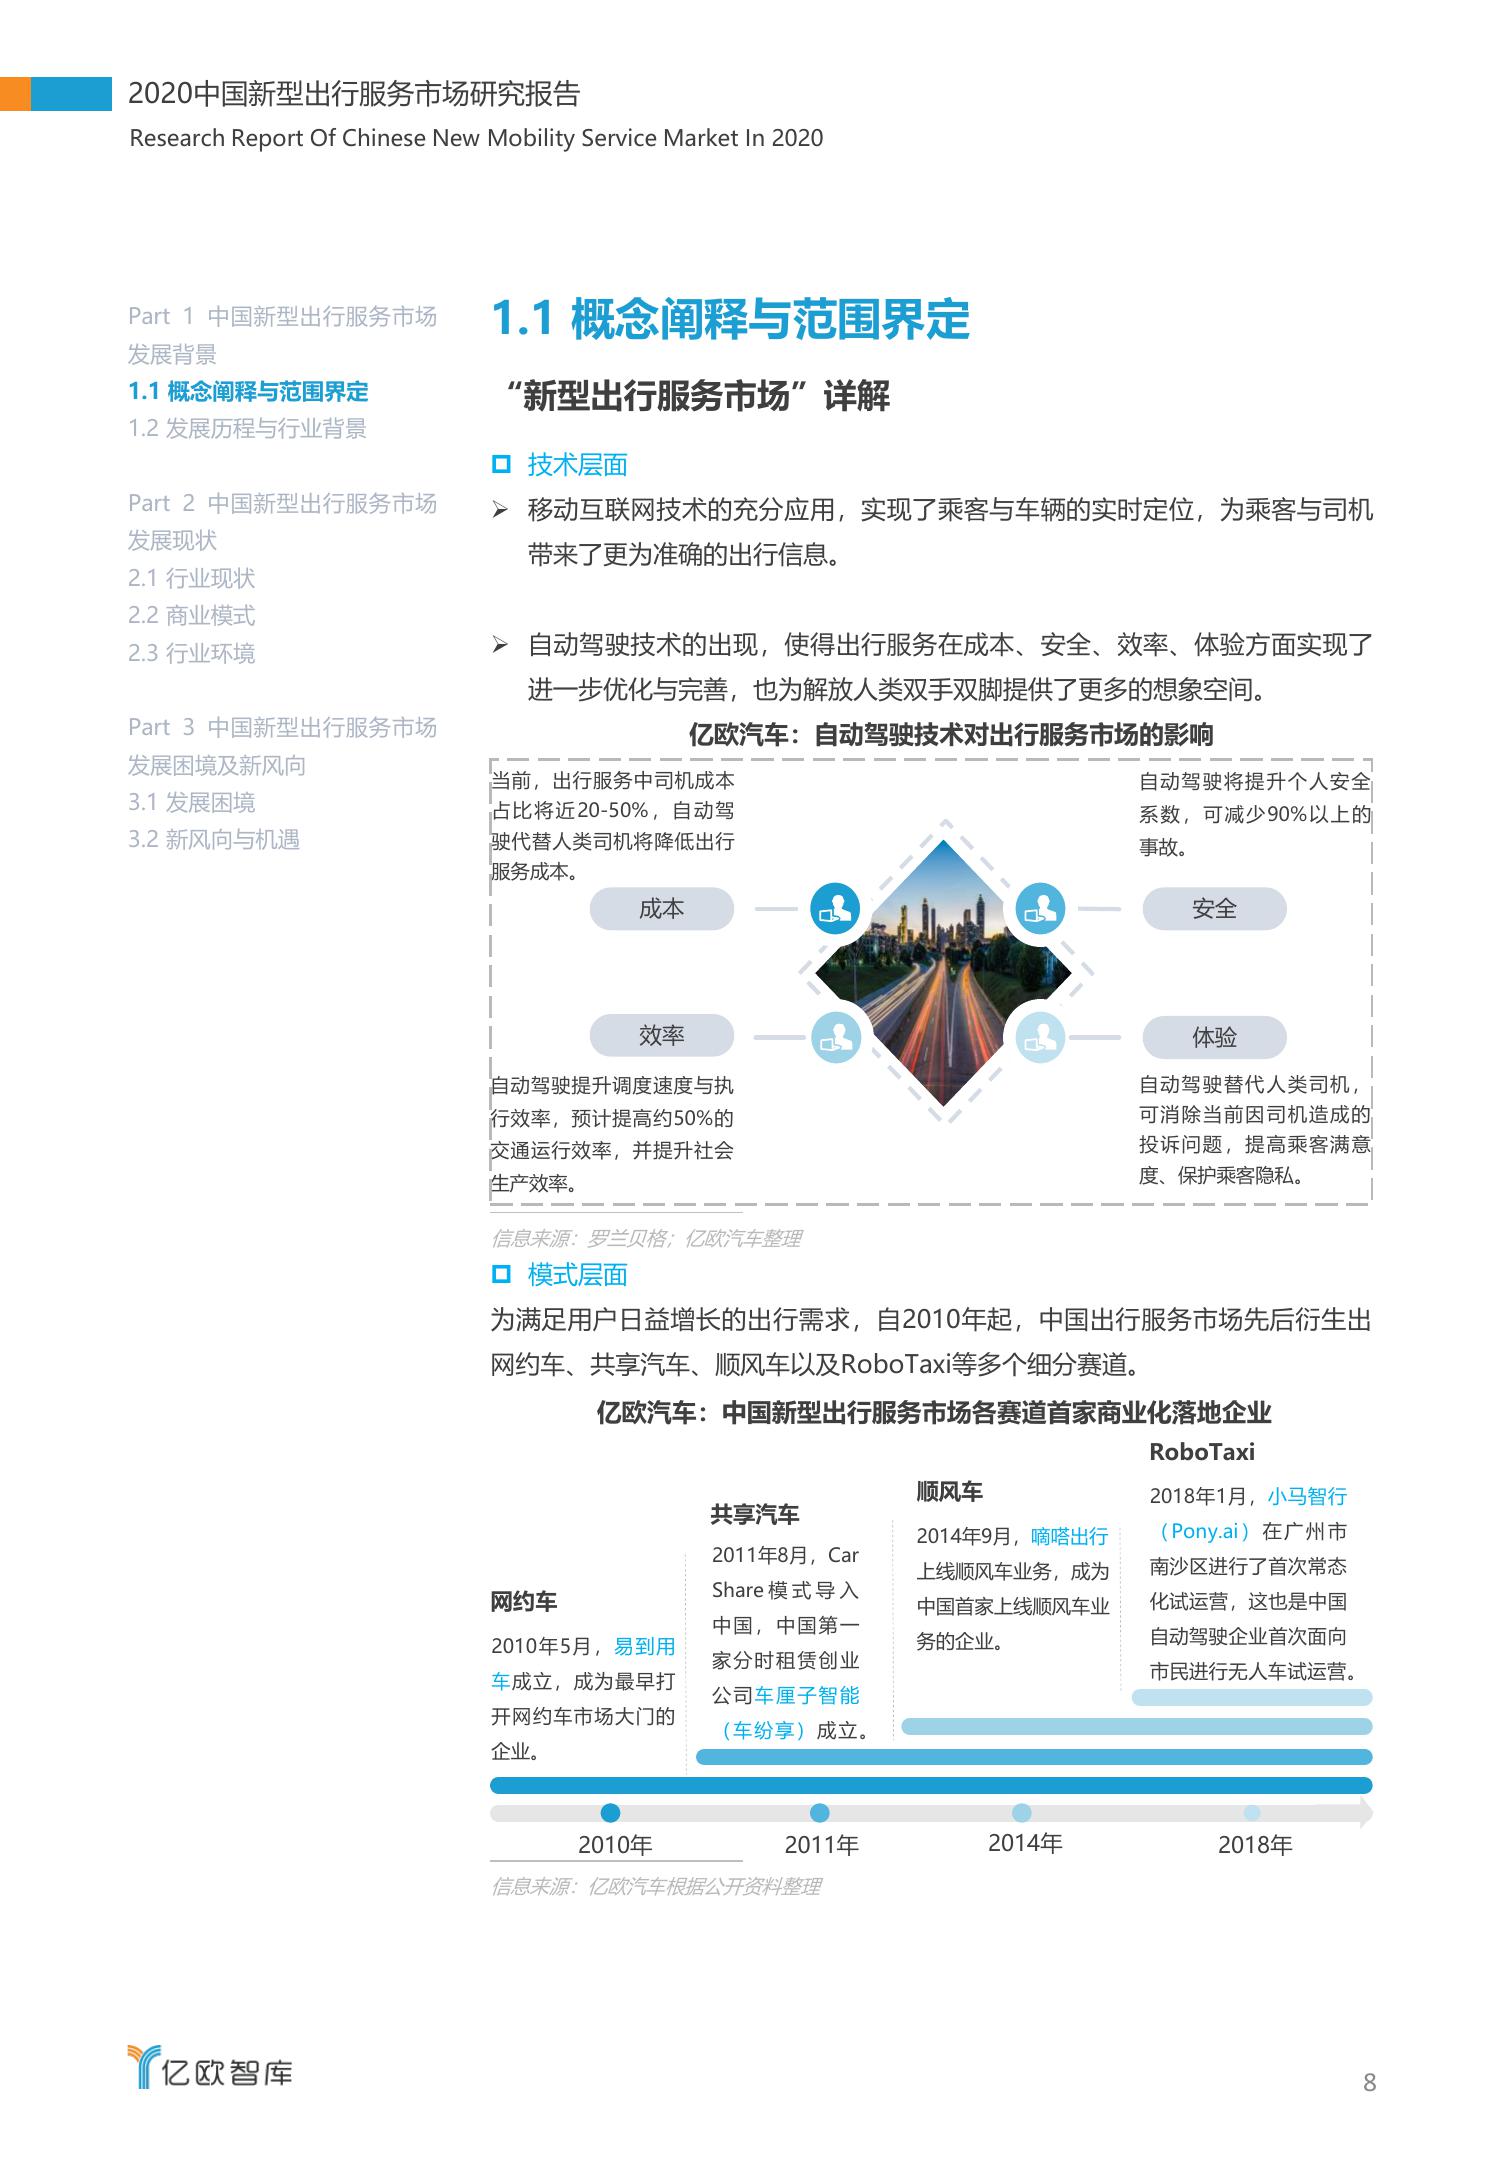 2020中国新型出行服务市场研究报告
Research Report Of Chinese New Mobility Service Market In 2020
Part 1 中国新型出行服务市场
发展背景
1.1 概念阐释与范围界定
1.2 发展历程与行业背景
Part 2 中国新型出行服务市场
发展现状
2.1 行业现状
2.2 商业模式
2.3 行业环境
Part 3 中国新型出行服务市场
发展困境及新风向
3.1 发展困境
3.2 新风向与机遇
1.1 概念阐释与范围界定
“新型出行服务市场”详解
技术层面
移动互联网技术的充分应用，实现了乘客与车辆的实时定位，为乘客与司机
带来了更为准确的出行信息。
自动驾驶技术的出现，使得出行服务在成本、安全、效率、体验方面实现了
进一步优化与完善，也为解放人类双手双脚提供了更多的想象空间。
亿欧汽车：自动驾驶技术对出行服务市场的影响
当前，出行服务中司机成本
占比将近20-50%，自动驾
驶代替人类司机将降低出行
服务成本。
成本
自动驾驶将提升个人安全
系数，可减少90%以上的
事故。
安全
效率
自动驾驶提升调度速度与执
行效率，预计提高约50%的
交通运行效率，并提升社会
生产效率。
体验
自动驾驶替代人类司机，
可消除当前因司机造成的
投诉问题，提高乘客满意
度、保护乘客隐私。
信息来源：罗兰贝格；亿欧汽车整理
模式层面
为满足用户日益增长的出行需求，自2010年起，中国出行服务市场先后衍生出
网约车、共享汽车、顺风车以及RoboTaxi等多个细分赛道。
亿欧汽车：中国新型出行服务市场各赛道首家商业化落地企业
网约车
2010年5月，易到用
车成立，成为最早打
开网约车市场大门的
企业。
共享汽车
2011年8月，Car
Share模式导入
中国，中国第一
家分时租赁创业
公司车厘子智能
（车纷享）成立。
顺风车
2014年9月，嘀嗒出行
上线顺风车业务，成为
中国首家上线顺风车业
务的企业。
RoboTaxi
2018年1月，小马智行
（Pony.ai）在广州市
南沙区进行了首次常态
化试运营，这也是中国
自动驾驶企业首次面向
市民进行无人车试运营。
2010年
2011年
2014年
2018年
信息来源：亿欧汽车根据公开资料整理
亿欧智库
8